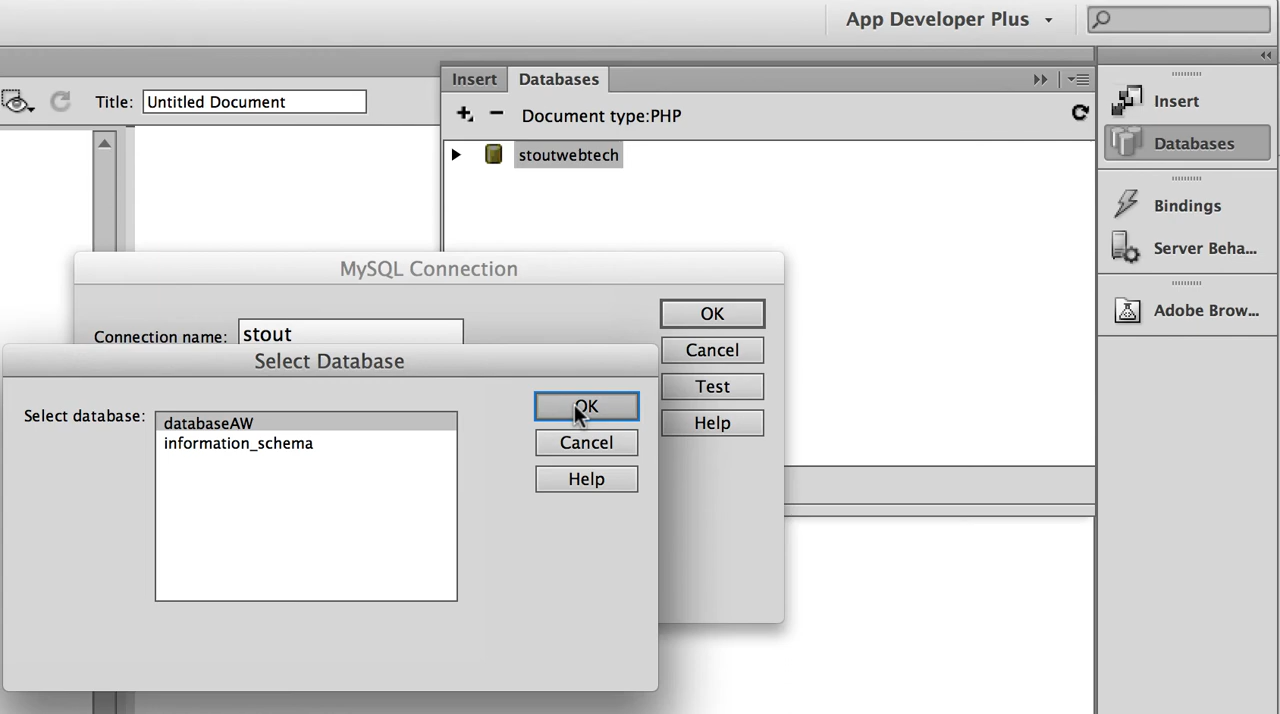 App Developer Plus
Title: Untitled Document
Insert Databases
Document type:PHP
stoutwebtech
Insert
Databases
Bindings
Server Beha...
Adobe Brow...
MySQL Connection
Connection name: stout
OK
Cancel
Test
Help
Select Database
Select database: databaseAW
information_schema
OK
Cancel
Help